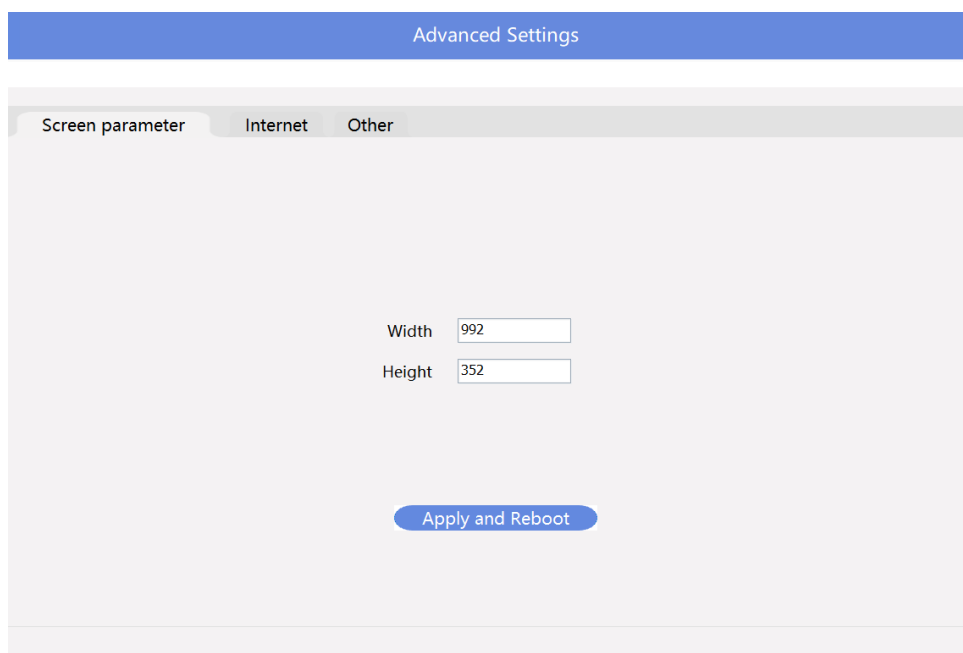 Advanced Settings
Screen parameter Internet Other
Width 992
Height 352
Apply and Reboot